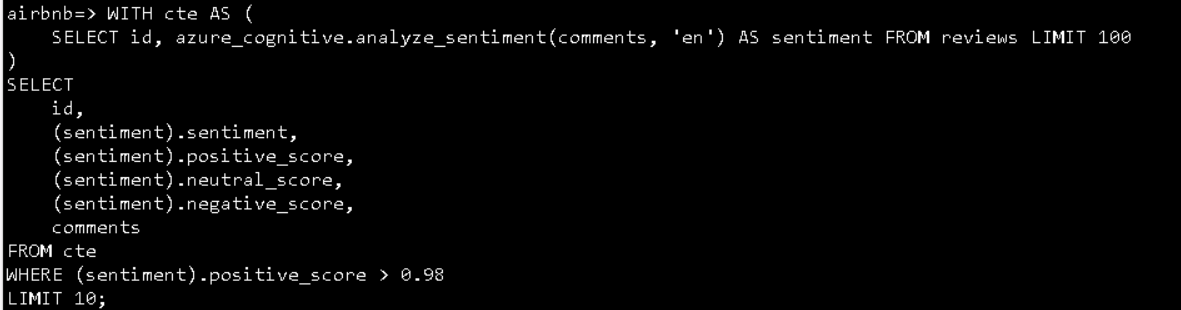 airbnb=> WITH cte AS (
    SELECT id, azure_cognitive.analyze_sentiment(comments, 'en') AS sentiment FROM reviews LIMIT 100
)
SELECT
    id,
    (sentiment).sentiment,
    (sentiment).positive_score,
    (sentiment).neutral_score,
    (sentiment).negative_score,
    comments
FROM cte
WHERE (sentiment).positive_score > 0.98
LIMIT 10;